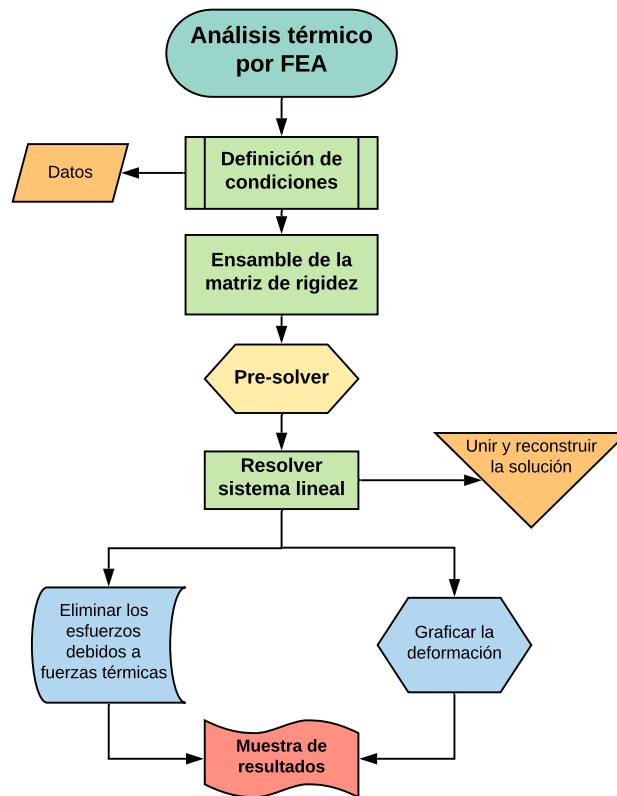 Análisis térmico
por FEA
Datos
Definición de
condiciones
Ensamble de la
matriz de rigidez
Pre-solver
Resolver
sistema lineal
Unir y reconstruir
la solución
Eliminar los
esfuerzos
debidos a
fuerzas térmicas
Graficar la
deformación
Muestra de
resultados